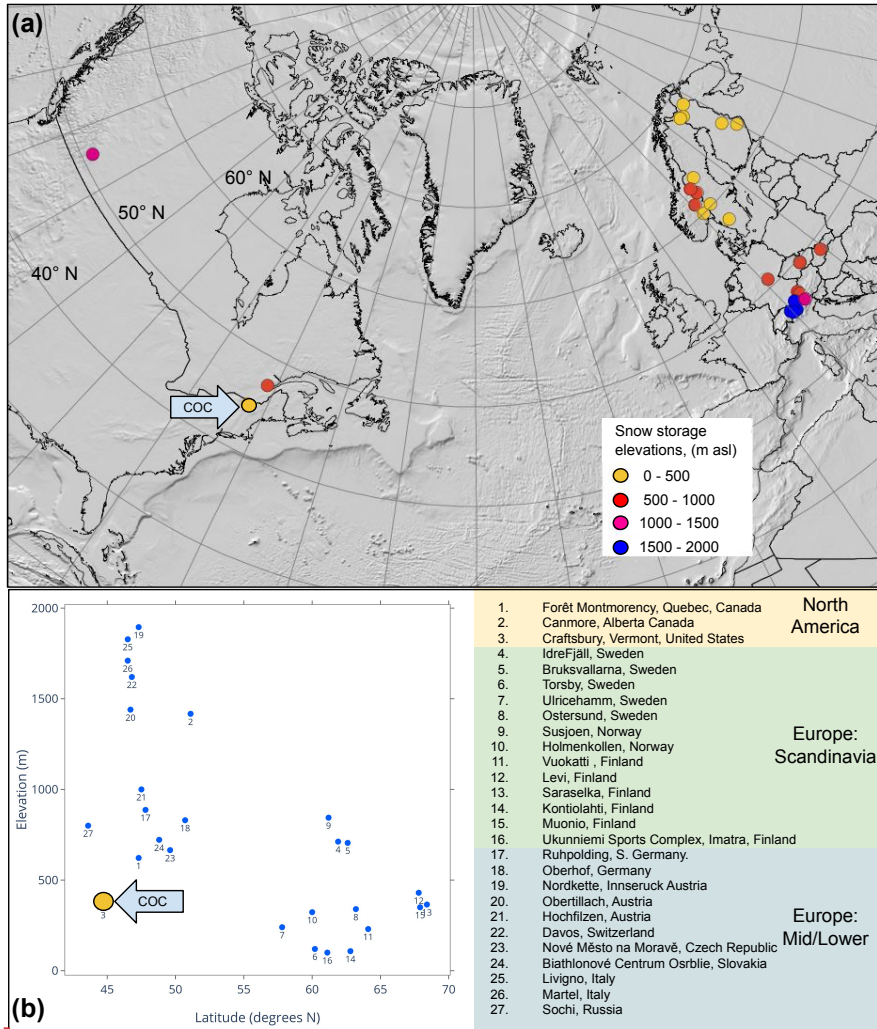 (a)
60° N
50° N
40° N
COC
Snow storage
elevations, (m asl)
0 - 500
500 - 1000
1000 - 1500
1500 - 2000
2000
1500
1000
500
0
Elevation (m)
45
50
55
60
65
70
Latitude (degrees N)
19
25
26
22
20
2
21
17
27
18
24
23
1
9
4
5
COC
3
12
15
13
10
8
7
11
6
16
14
(b)
1. Forêt Montmorency, Quebec, Canada
2. Canmore, Alberta Canada
3. Craftsbury, Vermont, United States
North
America
4. IdreFjäll, Sweden
5. Bruksvallarna, Sweden
6. Torsby, Sweden
7. Ulricehamm, Sweden
8. Ostersund, Sweden
9. Susjoen, Norway
10. Holmenkollen, Norway
11. Vuokatti , Finland
12. Levi, Finland
13. Saraselka, Finland
14. Kontiolahti, Finland
15. Muonio, Finland
16. Ukunniemi Sports Complex, Imatra, Finland
Europe:
Scandinavia
17. Ruhpolding, S. Germany.
18. Oberhof, Germany
19. Nordkette, Innseruck Austria
20. Obertillach, Austria
21. Hochfilzen, Austria
22. Davos, Switzerland
23. Nové Město na Moravě, Czech Republic
24. Biathlonové Centrum Osrblie, Slovakia
25. Livigno, Italy
26. Martel, Italy
27. Sochi, Russia
Europe:
Mid/Lower